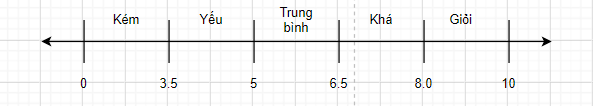 Kém Yếu Trung bình Khá Giỏi
0 3.5 5 6.5 8.0 10